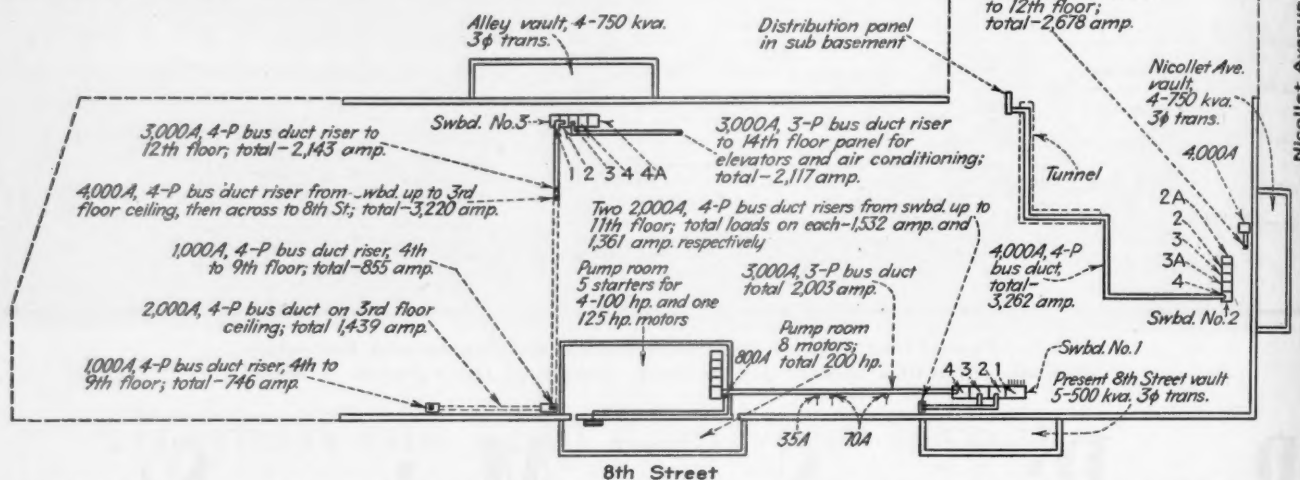 to 12th floor;
total-2,678 amp.
Alley vault, 4-750 kva.
3ϕ trans.
Distribution panel
in sub basement
Nicollet Ave.
vault,
4-750 kva.
3ϕ trans.
Nicollet Avenue
Swbd. No.3
3,000A, 4-P bus duct riser to
12th floor; total-2,143 amp.
1 2 3 4 4A
3,000A, 3-P bus duct riser
to 14th floor panel for
elevators and air conditioning;
total-2,117 amp.
Tunnel
4,000A
4,000A, 4-P bus duct riser from swbd. up to 3rd
floor ceiling, then across to 8th St.; total-3,220 amp.
Two 2,000A, 4-P bus duct risers from swbd. up to
11th floor; total loads on each-1,532 amp. and
1,361 amp. respectively
2A
2
3
3A
4
Swbd. No.2
1,000A, 4-P bus duct riser, 4th
to 9th floor; total-855 amp.
Pump room
5 starters for
4-100 hp. and one
125 hp. motors
3,000A, 3-P bus duct
total 2,003 amp.
4,000A, 4-P
bus duct,
total-
3,262 amp.
2,000A, 4-P bus duct on 3rd floor
ceiling; total 1,439 amp.
Pump room
8 motors;
total 200 hp.
1,000A, 4-P bus duct riser, 4th to
9th floor; total-746 amp.
800A
4 3 2 1
Swbd. No.1
Present 8th Street vault
5-500 kva. 3ϕ trans.
35A
70A
8th Street